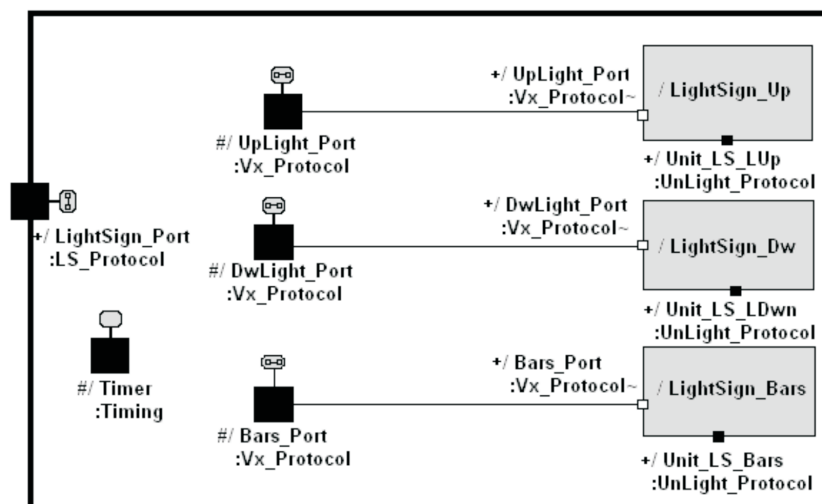 +/ UpLight_Port
:Vx_Protocol~
/ LightSign_Up
#/ UpLight_Port
:Vx_Protocol
+/ Unit_LS_LUp
:UnLight_Protocol
+/ LightSign_Port
:LS_Protocol
+/ DwLight_Port
:Vx_Protocol~
/ LightSign_Dw
#/ DwLight_Port
:Vx_Protocol
+/ Unit_LS_LDwn
:UnLight_Protocol
#/ Timer
:Timing
+/ Bars_Port
:Vx_Protocol~
/ LightSign_Bars
#/ Bars_Port
:Vx_Protocol
+/ Unit_LS_Bars
:UnLight_Protocol